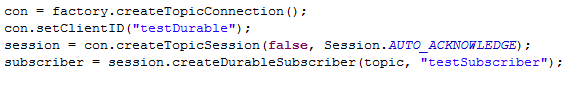 con = factory.createTopicConnection();
con.setClientID("testDurable");
session = con.createTopicSession(false, Session.AUTO_ACKNOWLEDGE);
subscriber = session.createDurableSubscriber(topic, "testSubscriber");